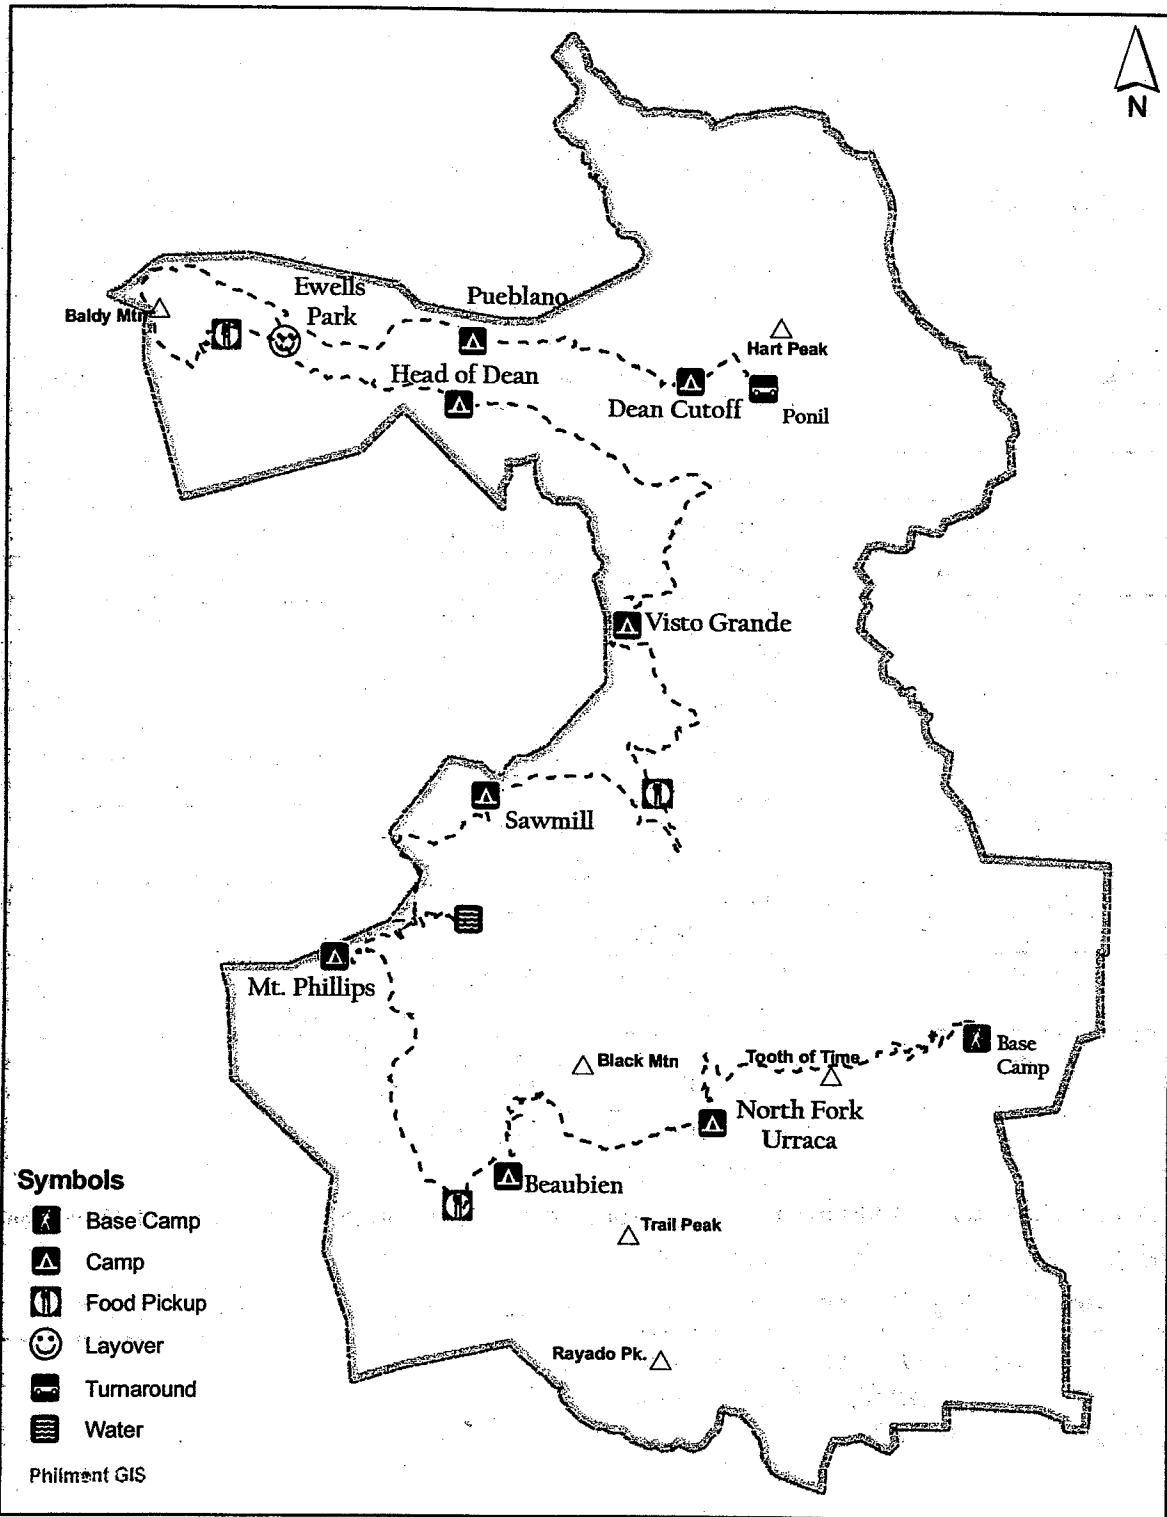 N
Ewells
Park
Pueblano
Baldy Mtn
Hart Peak
Head of Dean
Dean Cutoff
Ponil
Visto Grande
Sawmill
Mt. Phillips
Black Mtn
Tooth of Time
Base
Camp
North Fork
Urraca
Beaubien
Trail Peak
Rayado Pk.
Symbols
Base Camp
Camp
Food Pickup
Layover
Turnaround
Water
Philmont GIS